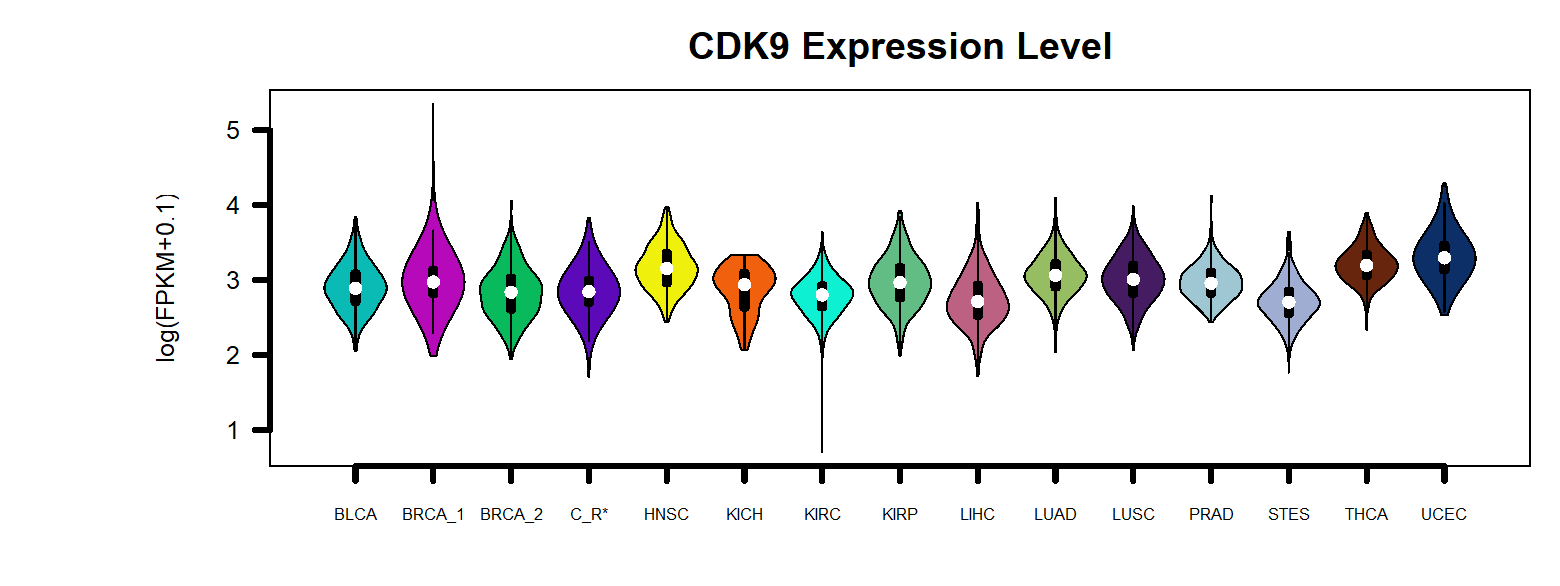 CDK9 Expression Level
log(FPKM+0.1)
5
4
3
2
1
BLCA BRCA_1 BRCA_2 C_R* HNSC KICH KIRC KIRP LIHC LUAD LUSC PRAD STES THCA UCEC